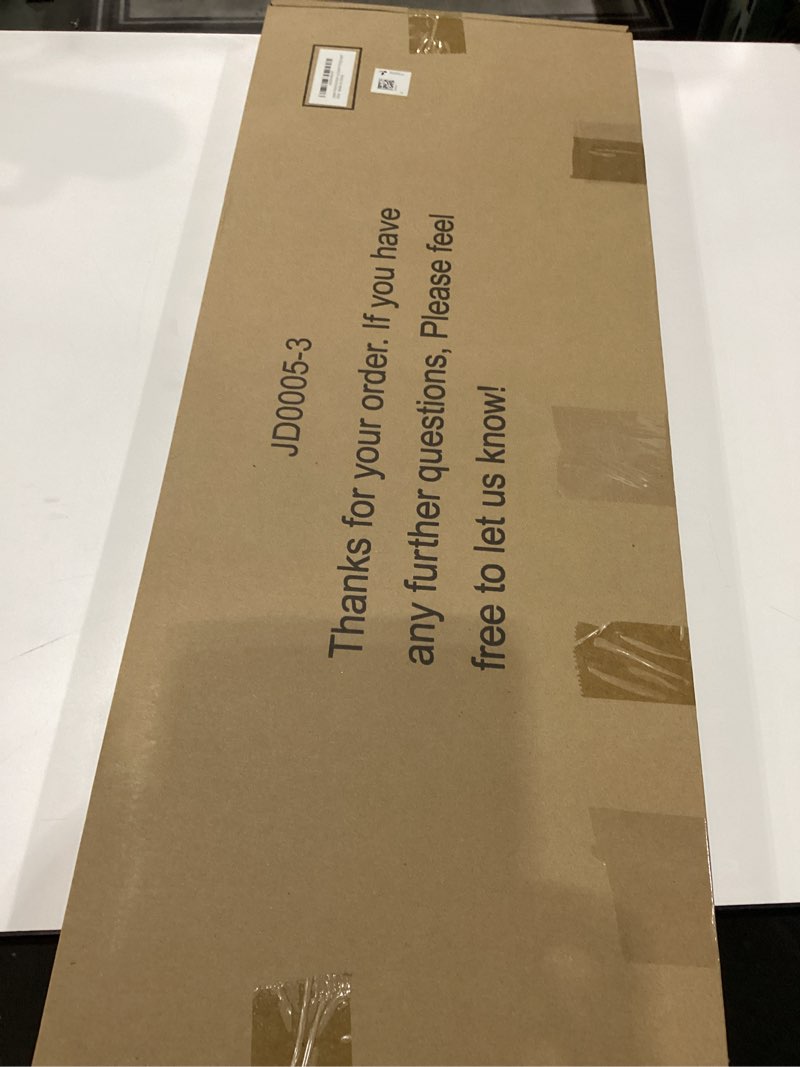 JD0005-3
Thanks for your order. If you have
any further questions, Please feel
free to let us know!